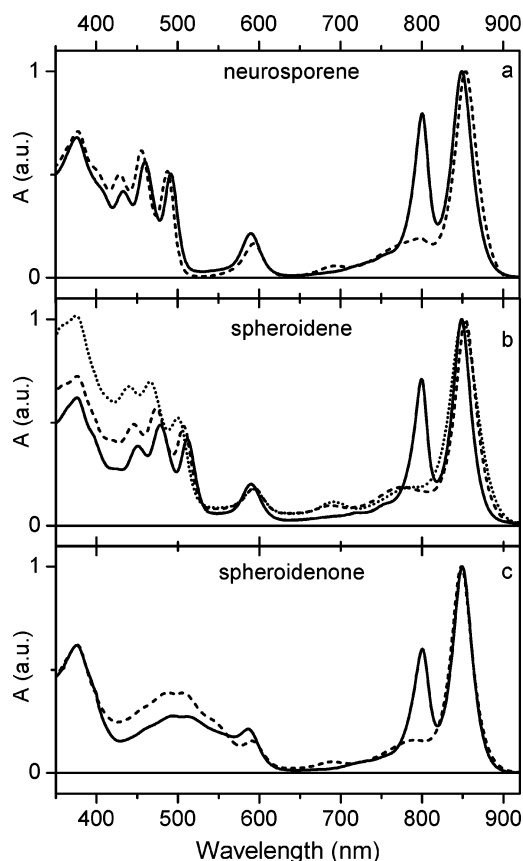 400 500 600 700 800 900
1
neurosporene
a
A (a.u.)
0
1
spheroidene
b
A (a.u.)
0
1
spheroidenone
c
A (a.u.)
0
400 500 600 700 800 900
Wavelength (nm)